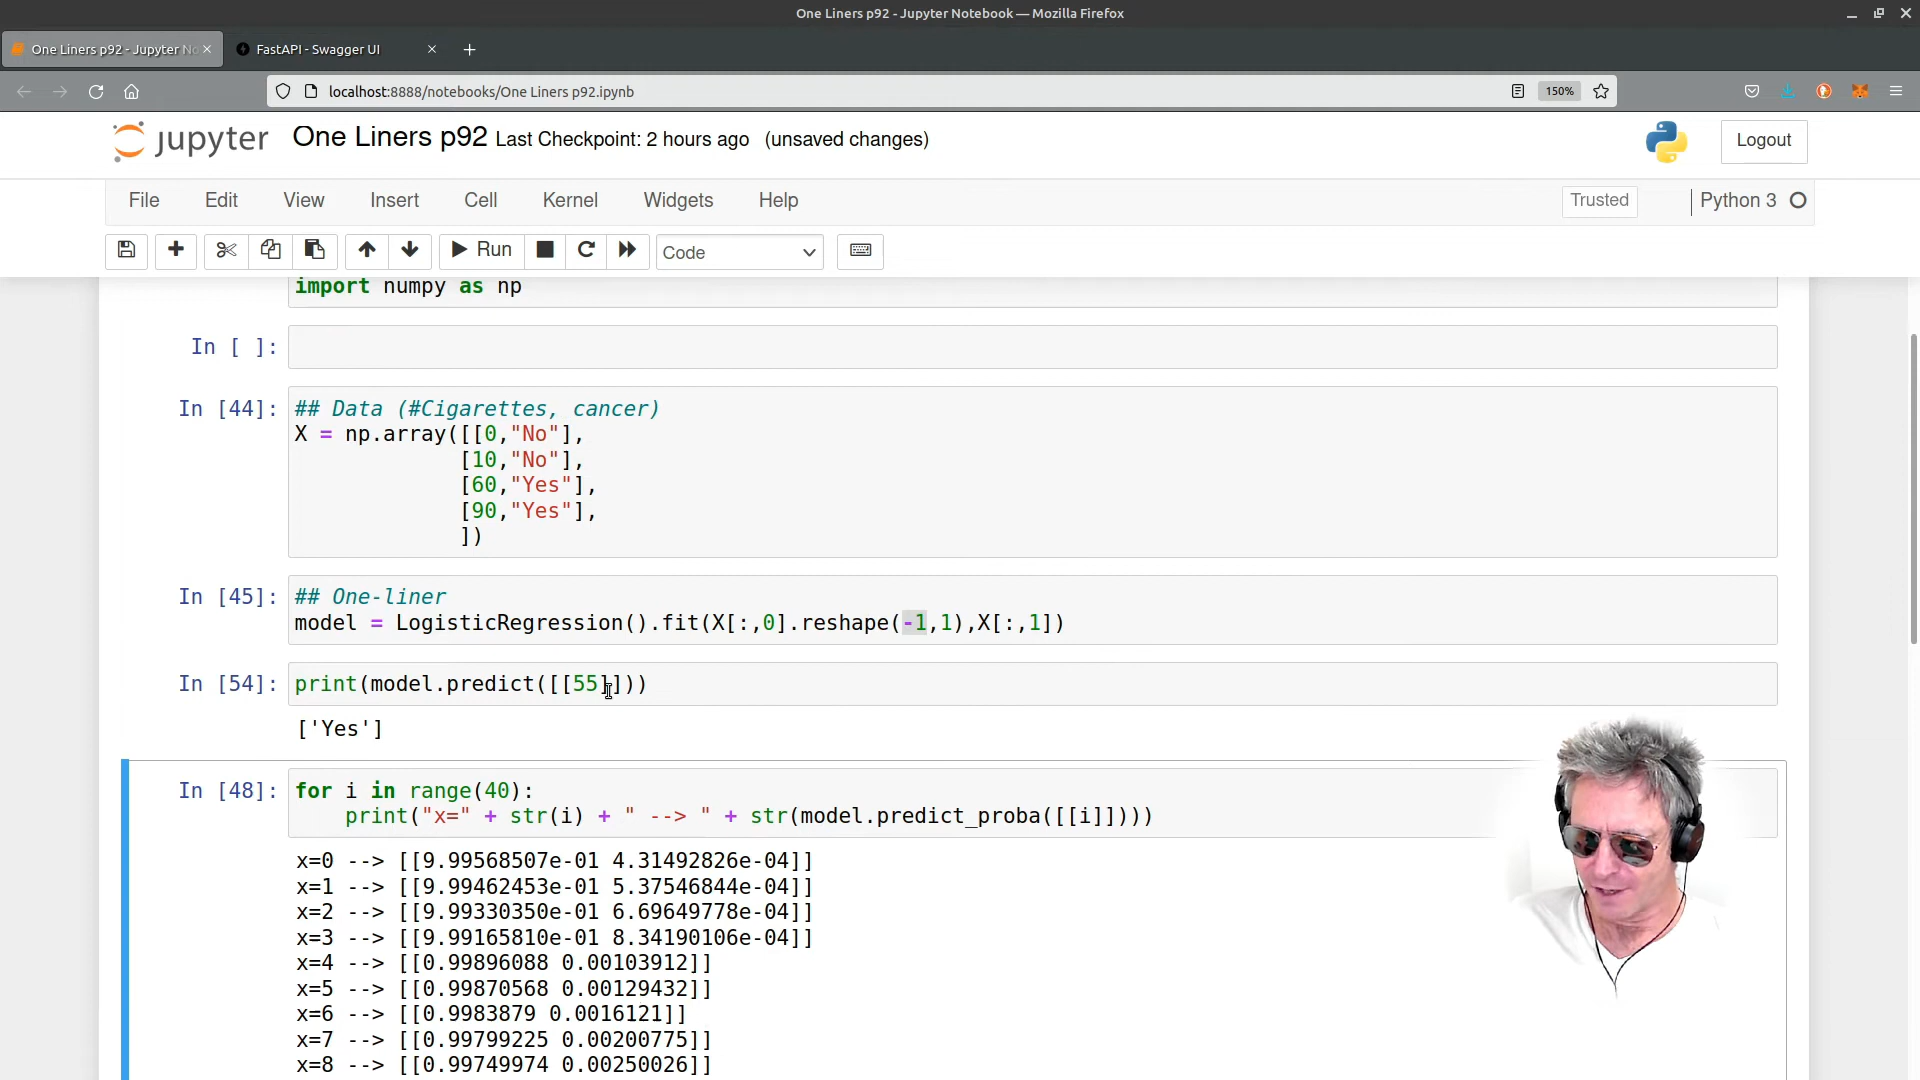 One Liners p92 - Jupyter Notebook — Mozilla Firefox
One Liners p92 - Jupyter No
FastAPI - Swagger UI
localhost:8888/notebooks/One Liners p92.ipynb
150%
jupyter One Liners p92 Last Checkpoint: 2 hours ago (unsaved changes)
Logout
File Edit View Insert Cell Kernel Widgets Help
Trusted
Python 3
Run
Code
import numpy as np
In [ ]:
In [44]: ## Data (#Cigarettes, cancer)
X = np.array([[0,"No"],
[10,"No"],
[60,"Yes"],
[90,"Yes"],
])
In [45]: ## One-liner
model = LogisticRegression().fit(X[:,0].reshape(-1,1),X[:,1])
In [54]: print(model.predict([[55]]))
['Yes']
In [48]: for i in range(40):
print("x=" + str(i) + " --> " + str(model.predict_proba([[i]])))
x=0 --> [[9.99568507e-01 4.31492826e-04]]
x=1 --> [[9.99462453e-01 5.37546844e-04]]
x=2 --> [[9.99330350e-01 6.69649778e-04]]
x=3 --> [[9.99165810e-01 8.34190106e-04]]
x=4 --> [[0.99896088 0.00103912]]
x=5 --> [[0.99870568 0.00129432]]
x=6 --> [[0.9983879 0.0016121]]
x=7 --> [[0.99799225 0.00200775]]
x=8 --> [[0.99749974 0.00250026]]